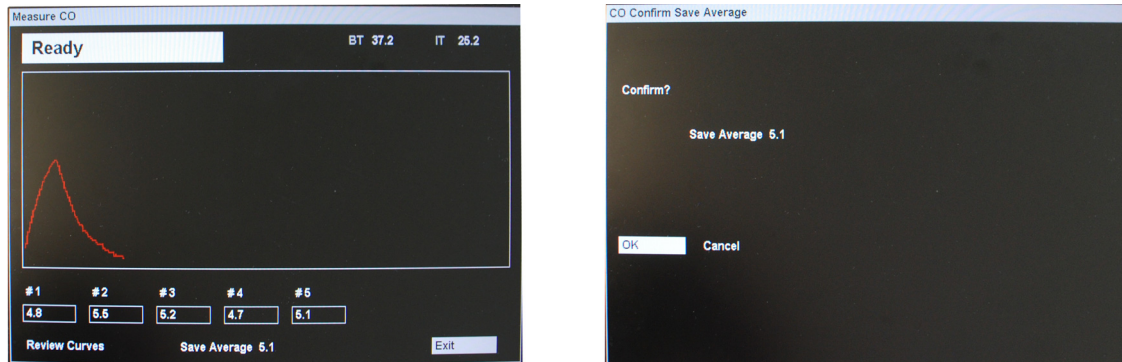 Measure CO
Ready
BT 37.2 IT 25.2
#1 #2 #3 #4 #5
4.8 5.5 5.2 4.7 5.1
Review Curves Save Average 5.1 Exit
CO Confirm Save Average
Confirm?
Save Average 5.1
OK Cancel